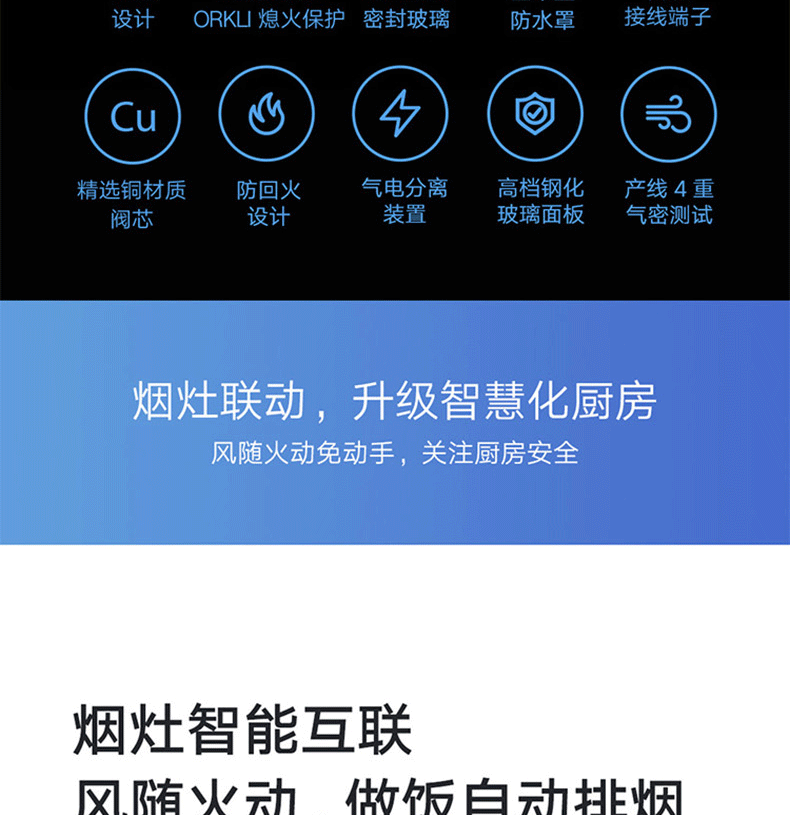 设计 ORKLI 熄火保护 密封玻璃 防水罩 接线端子
Cu
精选铜材质 防回火 气电分离 高档钢化 产线 4 重
阀芯 设计 装置 玻璃面板 气密测试
烟灶联动，升级智慧化厨房
风随火动免动手，关注厨房安全
烟灶智能互联
风随火动，做饭自动排烟